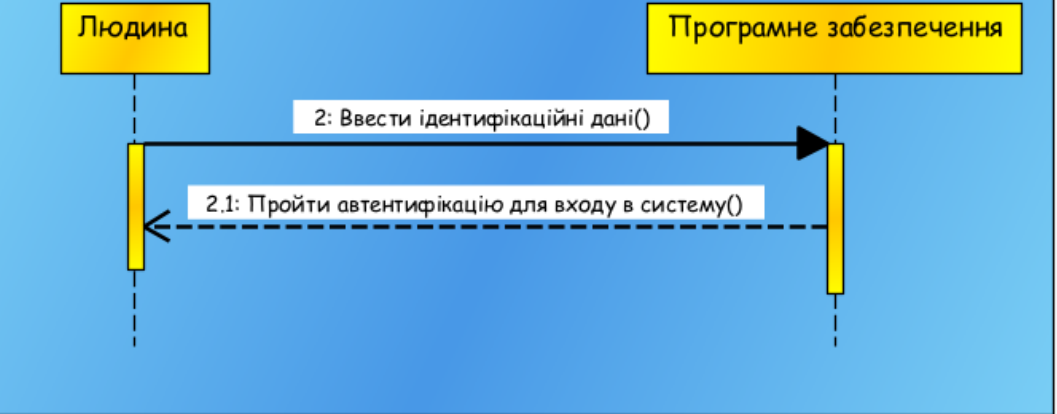 Людина
Програмне забезпечення
2: Ввести ідентифікаційні дані()
2.1: Пройти автентифікацію для входу в систему()